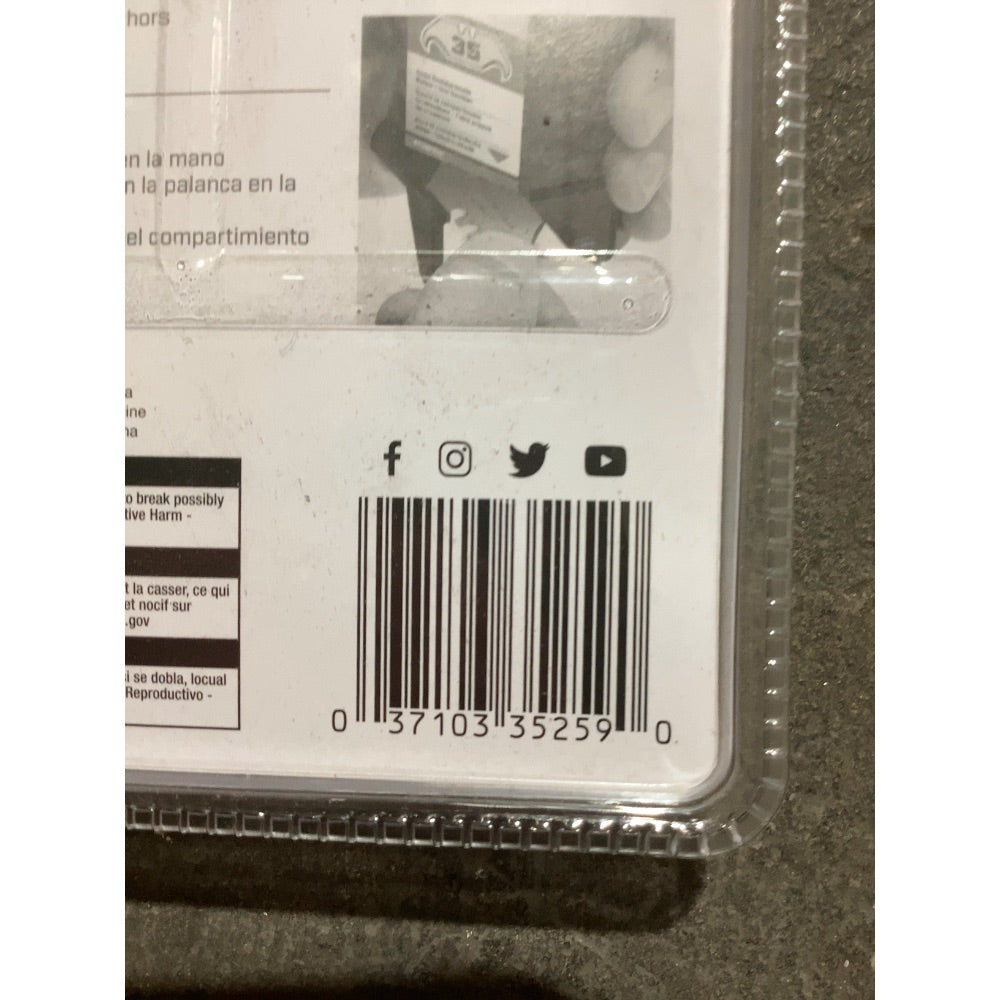 hors
en la mano
n la palanca en la
el compartimiento
35
a
ine
na
o break possibly
tive Harm -
t la casser, ce qui
et nocif sur
.gov
i se dobla, locual
Reproductivo -
0 37103 35259 0